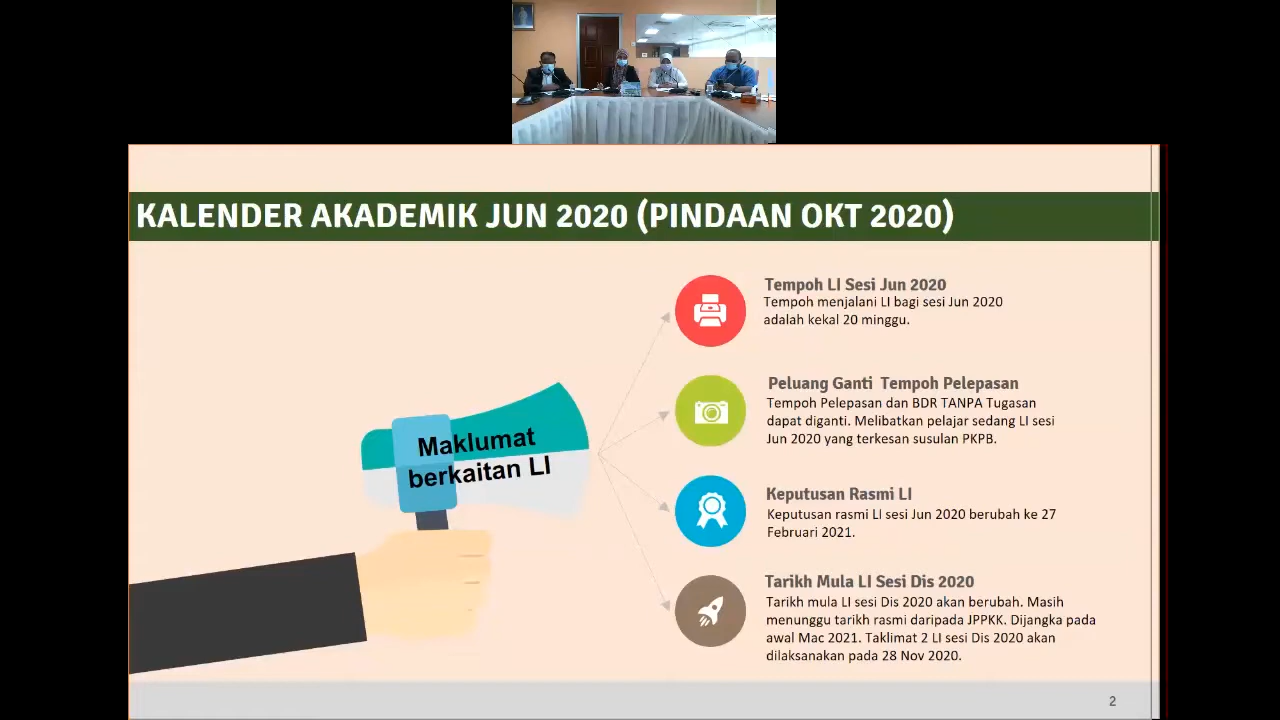 KALENDER AKADEMIK JUN 2020 (PINDAAN OKT 2020)
Maklumat
berkaitan LI
Tempoh LI Sesi Jun 2020
Tempoh menjalani LI bagi sesi Jun 2020
adalah kekal 20 minggu.
Peluang Ganti Tempoh Pelepasan
Tempoh Pelepasan dan BDR TANPA Tugasan
dapat diganti. Melibatkan pelajar sedang LI sesi
Jun 2020 yang terkesan susulan PKPB.
Keputusan Rasmi LI
Keputusan rasmi LI sesi Jun 2020 berubah ke 27
Februari 2021.
Tarikh Mula LI Sesi Dis 2020
Tarikh mula LI sesi Dis 2020 akan berubah. Masih
menunggu tarikh rasmi daripada JPPKK. Dijangka pada
awal Mac 2021. Taklimat 2 LI sesi Dis 2020 akan
dilaksanakan pada 28 Nov 2020.
2